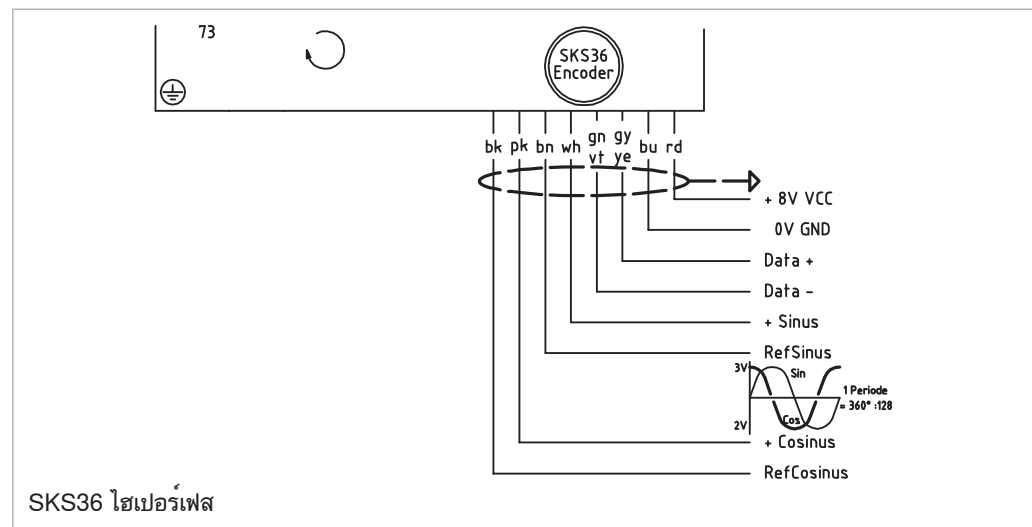 73
SKS36
Encoder
bk pk bn wh gn gy bu rd
vt ye
+ 8V VCC
0V GND
Data +
Data -
+ Sinus
RefSinus
3V
Sin
1 Periode
= 360° :128
Cos
2V
+ Cosinus
RefCosinus
SKS36 ไฮเปอร์เฟส